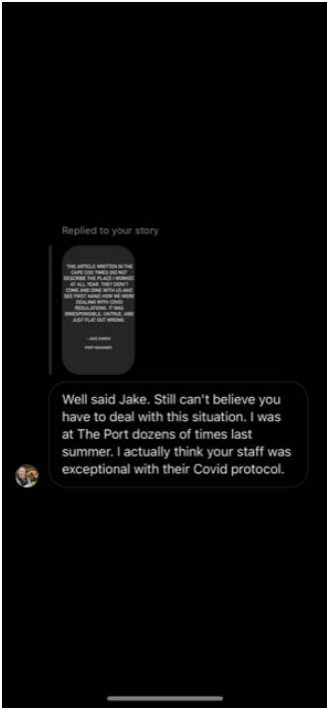 Replied to your story
"THE ARTICLE WRITTEN IN THE
CAPE COD TIMES DID NOT
DESCRIBE THE PLACE I WORKED
AT ALL YEAR. THEY DIDN'T
COME AND DINE WITH US AND
SEE FIRST HAND HOW WE WERE
DEALING WITH COVID
REGULATIONS. IT WAS
IRRESPONSIBLE, UNTRUE, AND
JUST FLAT OUT WRONG.
- JAKE
PORT MANAGER
Well said Jake. Still can't believe you
have to deal with this situation. I was
at The Port dozens of times last
summer. I actually think your staff was
exceptional with their Covid protocol.